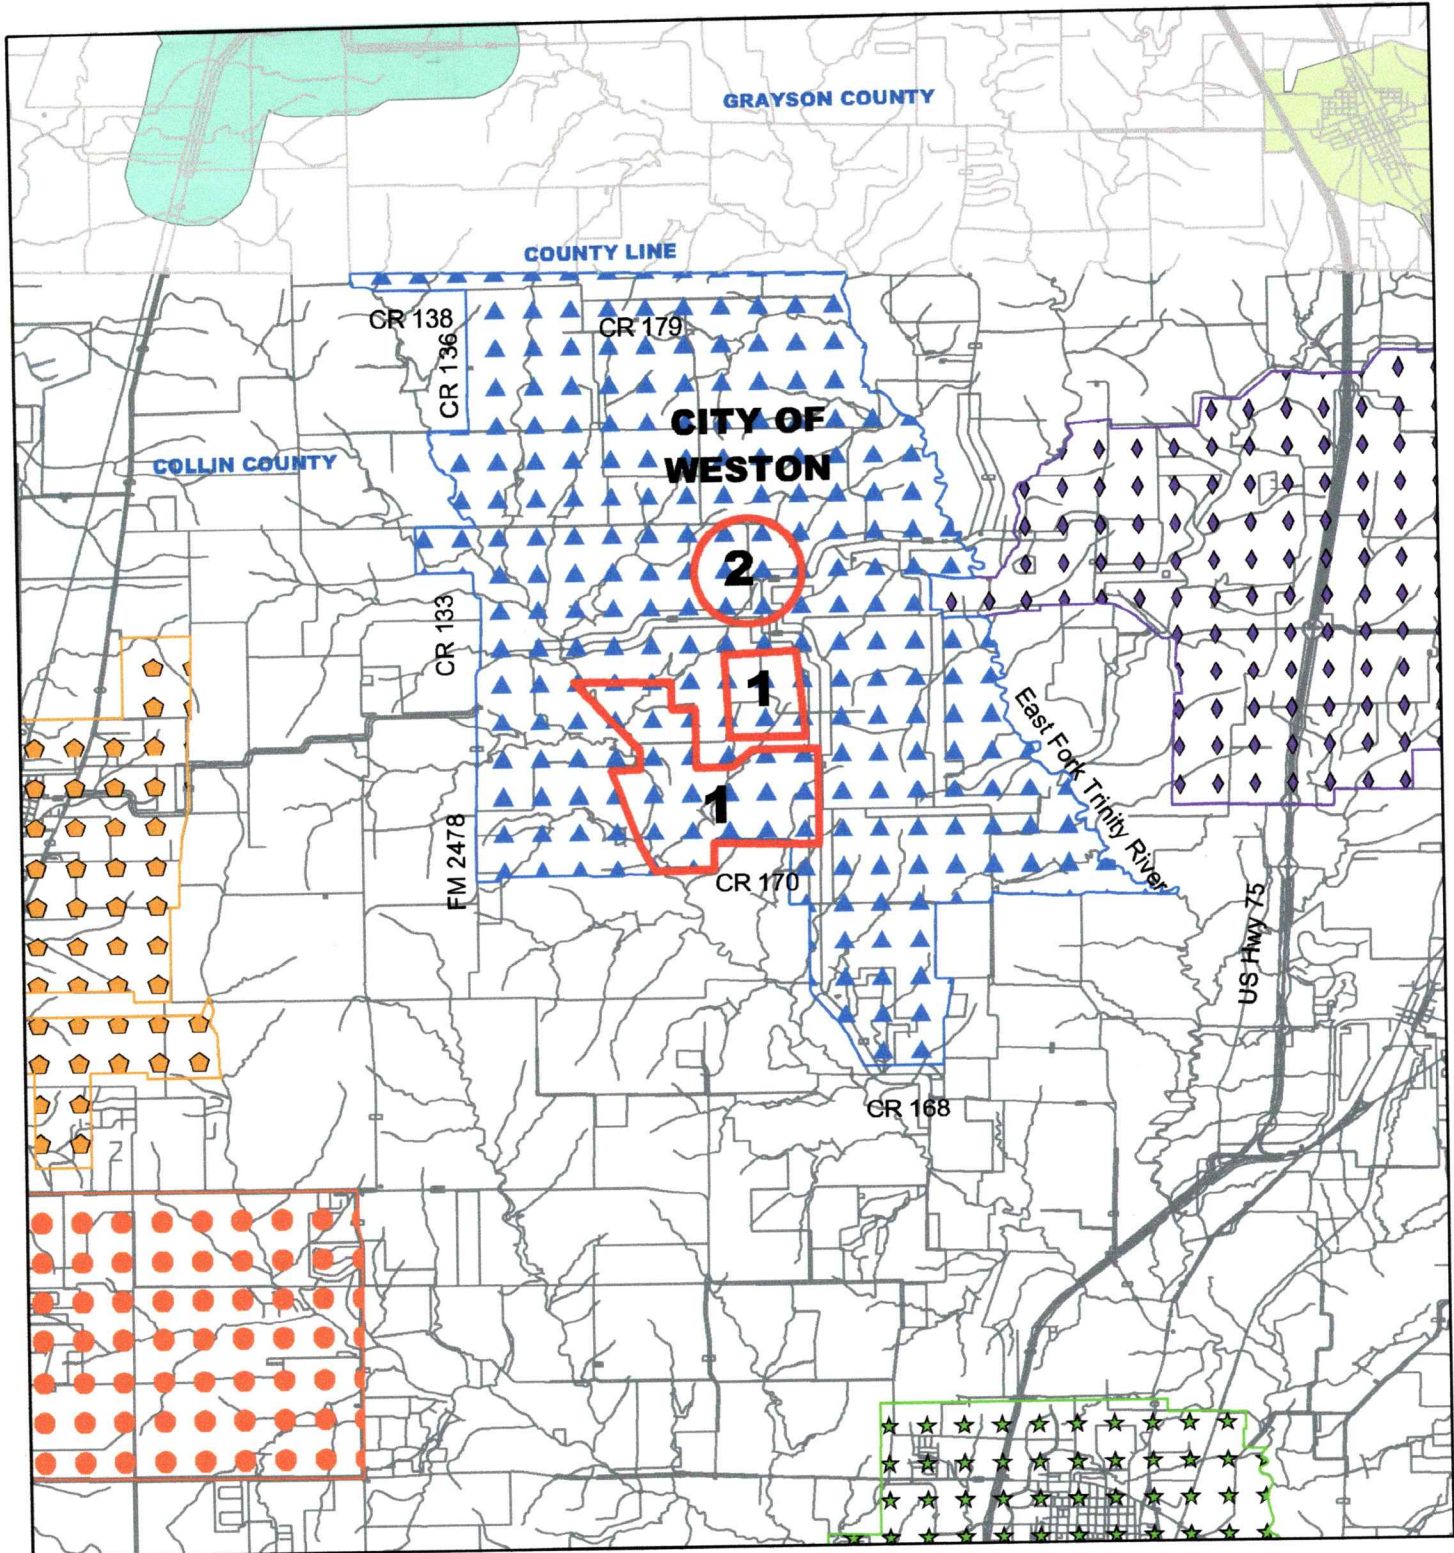 GRAYSON COUNTY
COUNTY LINE
CR 138
CR 179
CR 136
CITY OF
WESTON
COLLIN COUNTY
2
CR 133
1
East Fork Trinity River
1
FM 2478
CR 170
US Hwy 75
CR 168